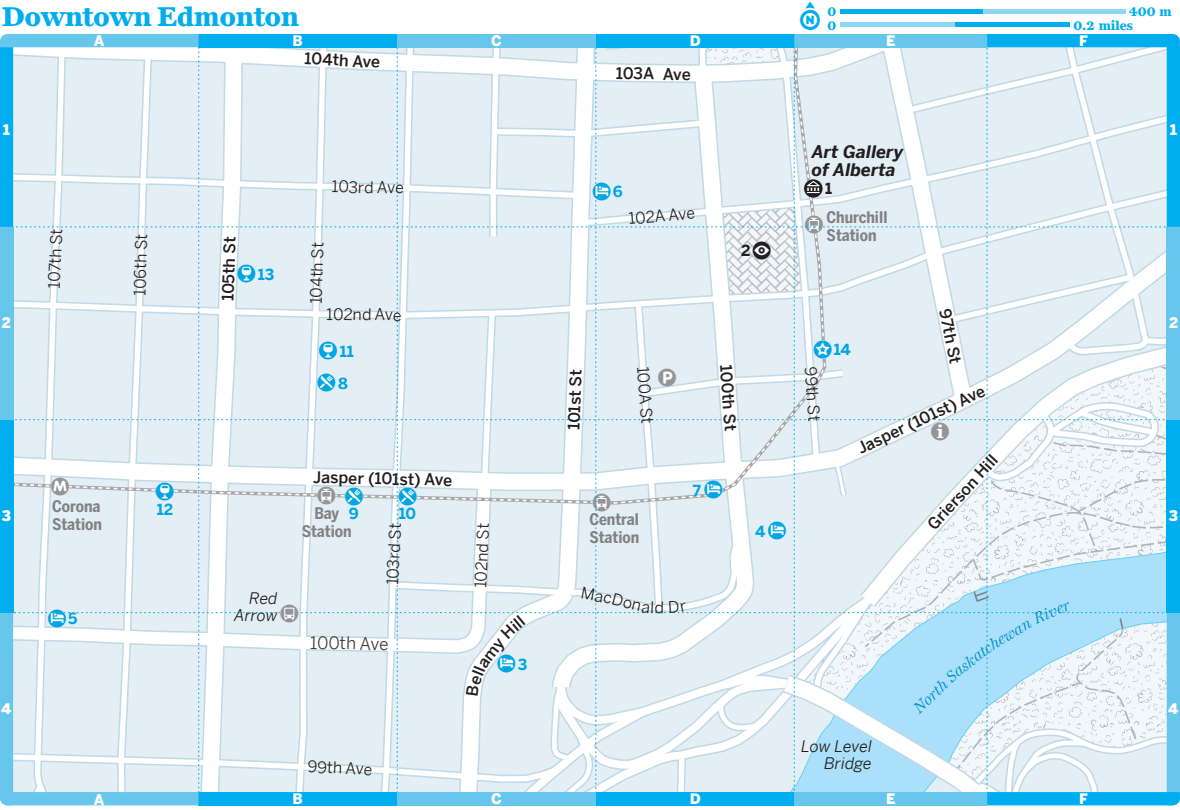 Downtown Edmonton
N
0
400 m
0
0.2 miles
A
B
C
D
E
F
104th Ave
103A Ave
1
1
Art Gallery
of Alberta
1
103rd Ave
6
102A Ave
Churchill
Station
107th St
106th St
105th St
104th St
2
13
102nd Ave
2
2
11
8
14
97th St
P
101st St
100A St
100th St
99th St
Jasper (101st) Ave
i
Jasper (101st) Ave
M
Corona
Station
12
Bay
Station
9
10
Central
Station
7
4
Grierson Hill
3
3
103rd St
102nd St
MacDonald Dr
Red
Arrow
5
100th Ave
Bellamy Hill
3
North Saskatchewan River
4
4
Low Level
Bridge
99th Ave
A
B
C
D
E
F